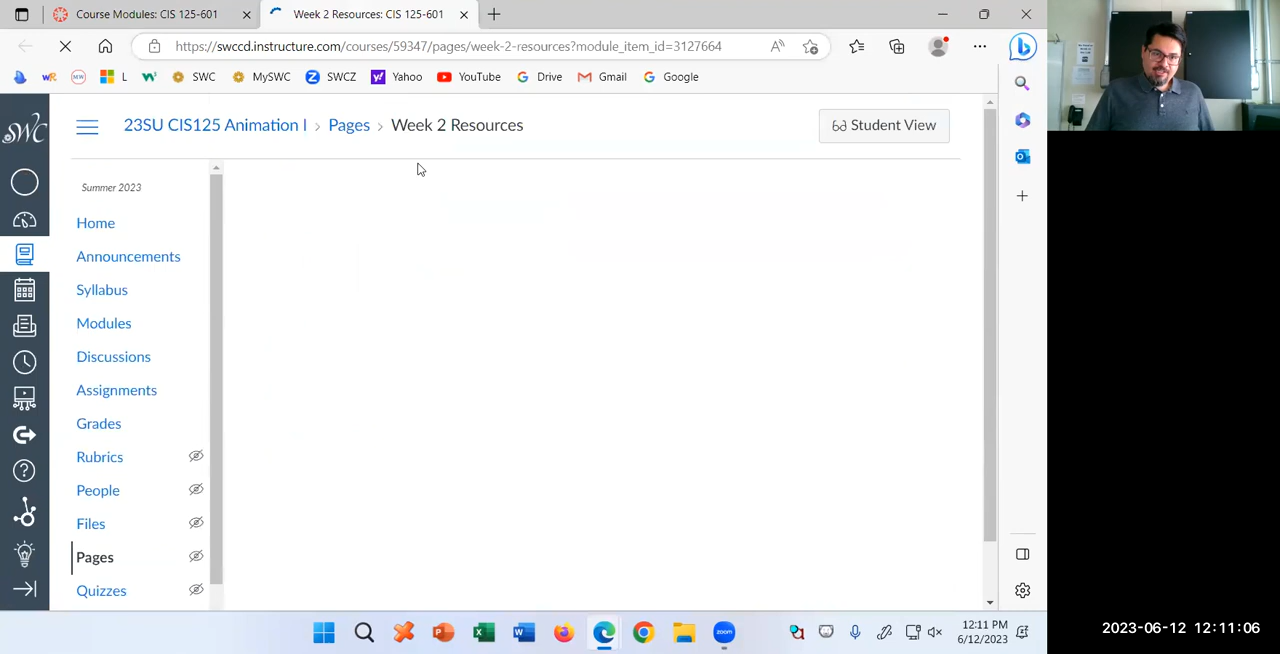 Course Modules: CIS 125-601
Week 2 Resources: CIS 125-601
https://swccd.instructure.com/courses/59347/pages/week-2-resources?module_item_id=3127664
L
SWC
MySWC
SWCZ
Yahoo
YouTube
Drive
Gmail
Google
SWC
23SU CIS125 Animation I › Pages › Week 2 Resources
Student View
Summer 2023
Home
Announcements
Syllabus
Modules
Discussions
Assignments
Grades
Rubrics
People
Files
Pages
Quizzes
zoom
12:11 PM
6/12/2023
2023-06-12 12:11:06